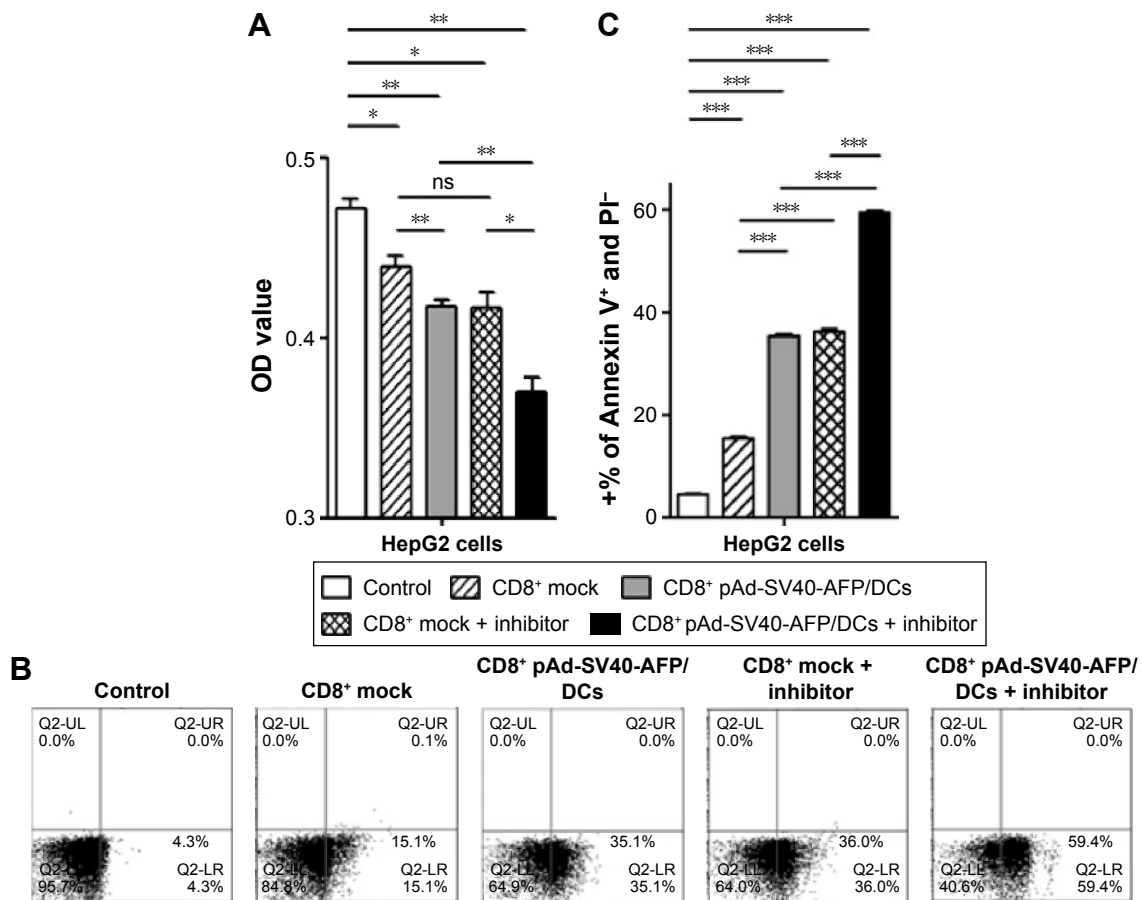 A
**
*
**
*
**
ns
**
*
0.5
0.4
0.3
OD value
HepG2 cells
C
***
***
***
***
***
***
***
***
60
40
20
0
+% of Annexin V⁺ and PI⁻
HepG2 cells
Control
CD8⁺ mock
CD8⁺ pAd-SV40-AFP/DCs
CD8⁺ mock + inhibitor
CD8⁺ pAd-SV40-AFP/DCs + inhibitor
B
Control
Q2-UL
0.0%
Q2-UR
0.0%
4.3%
Q2-LL
95.7%
Q2-LR
4.3%
CD8⁺ mock
Q2-UL
0.0%
Q2-UR
0.1%
15.1%
Q2-LL
84.8%
Q2-LR
15.1%
CD8⁺ pAd-SV40-AFP/
DCs
Q2-UL
0.0%
Q2-UR
0.0%
35.1%
Q2-LL
64.9%
Q2-LR
35.1%
CD8⁺ mock +
inhibitor
Q2-UL
0.0%
Q2-UR
0.0%
36.0%
Q2-LL
64.0%
Q2-LR
36.0%
CD8⁺ pAd-SV40-AFP/
DCs + inhibitor
Q2-UL
0.0%
Q2-UR
0.0%
59.4%
Q2-LL
40.6%
Q2-LR
59.4%